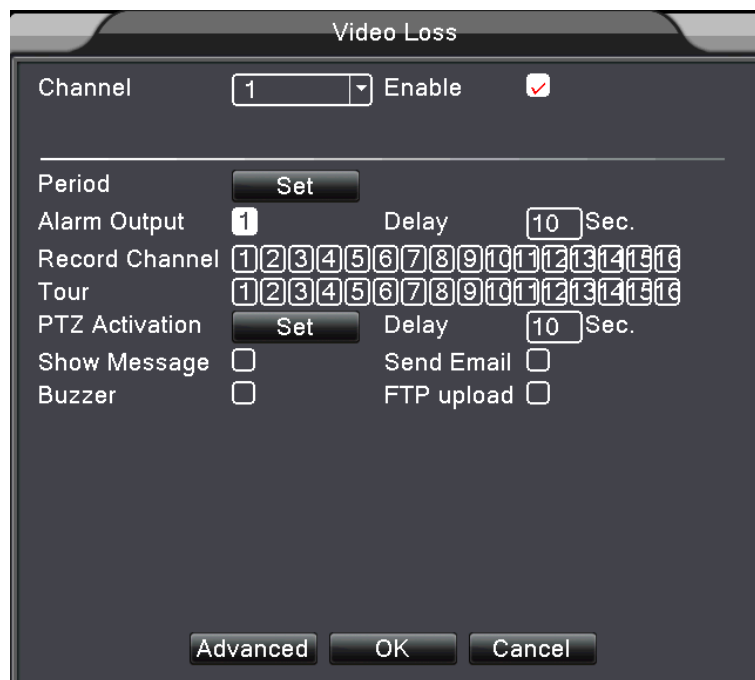 Video Loss
Channel 1 Enable
Period Set
Alarm Output 1 Delay 10 Sec.
Record Channel 1 2 3 4 5 6 7 8 9 10 11 12 13 14 15 16
Tour 1 2 3 4 5 6 7 8 9 10 11 12 13 14 15 16
PTZ Activation Set Delay 10 Sec.
Show Message Send Email
Buzzer FTP upload
Advanced OK Cancel